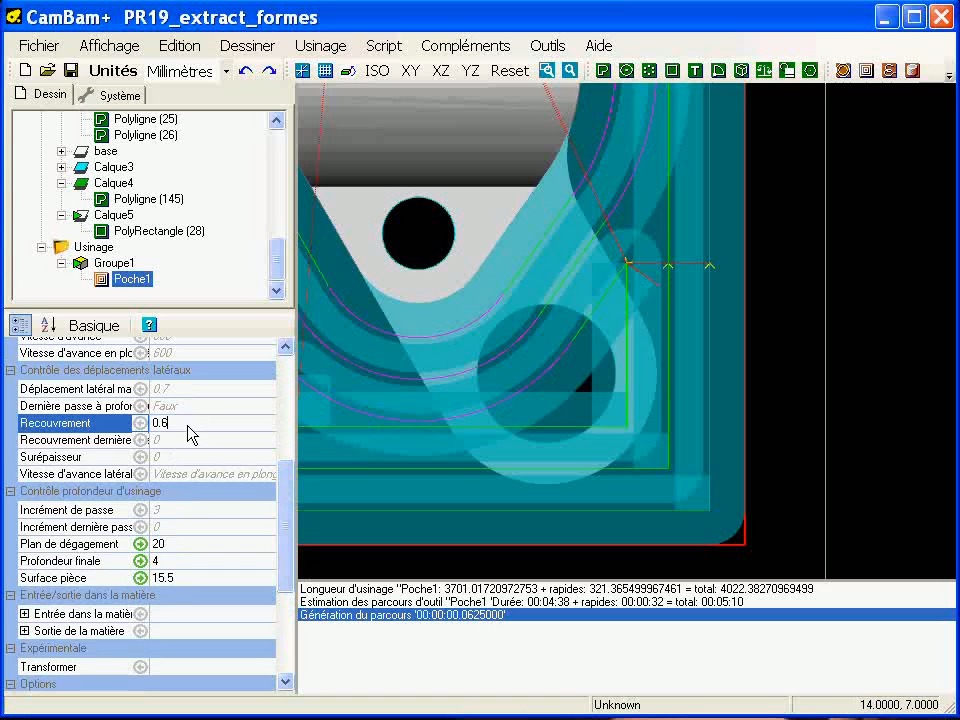 CamBam+ PR19_extract_formes
Fichier Affichage Edition Dessiner Usinage Script Compléments Outils Aide
Unités Millimètres ISO XY XZ YZ Reset
Dessin Système
Polyligne (25)
Polyligne (26)
base
Calque3
Calque4
Polyligne (145)
Calque5
PolyRectangle (28)
Usinage
Groupe1
Poche1
Basique
Vitesse d'avance en plo 600
Contrôle des déplacements latéraux
Déplacement latéral ma 0.7
Dernière passe à profor Faux
Recouvrement 0.6
Recouvrement dernière 0
Surépaisseur 0
Vitesse d'avance latéral Vitesse d'avance en plong
Contrôle profondeur d'usinage
Incrément de passe 3
Incrément dernière pass 0
Plan de dégagement 20
Profondeur finale 4
Surface pièce 15.5
Entrée/sortie dans la matière
Entrée dans la matièr
Sortie de la matière
Expérimentale
Transformer
Options
Longueur d'usinage "Poche1: 3701.01720972753 + rapides: 321.365499967461 = total: 4022.38270969499
Estimation des parcours d'outil "Poche1 'Durée: 00:04:38 + rapides: 00:00:32 = total: 00:05:10
Génération du parcours '00:00:00.0625000'
Unknown 14.0000, 7.0000